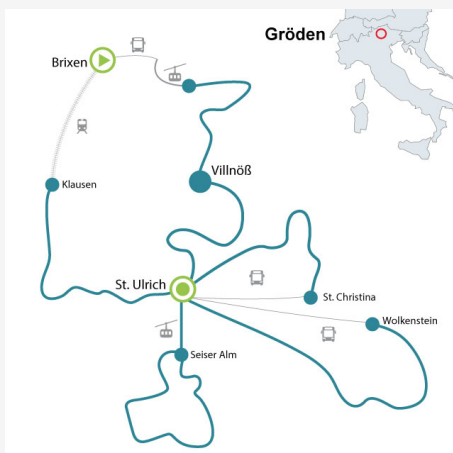 Gröden
Brixen
Villnöß
Klausen
St. Ulrich
St. Christina
Wolkenstein
Seiser Alm